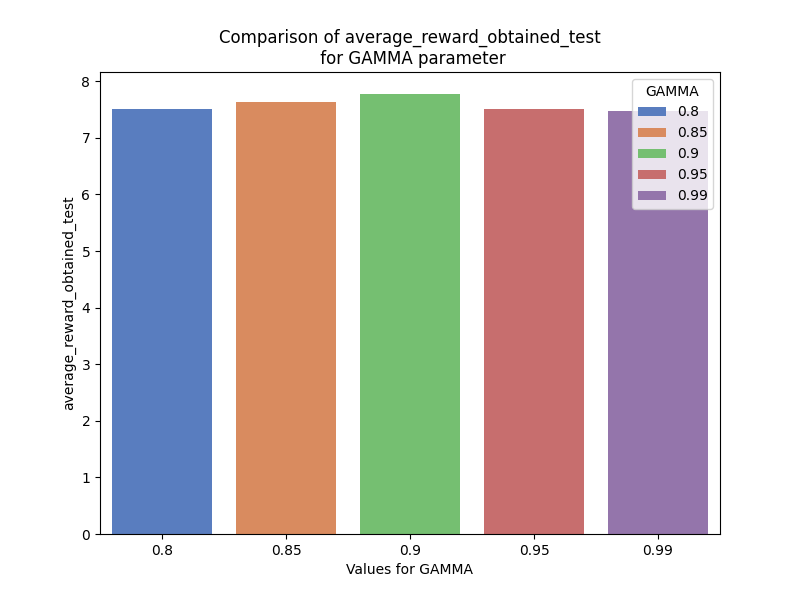 Comparison of average_reward_obtained_test
for GAMMA parameter
average_reward_obtained_test
8
7
6
5
4
3
2
1
0
GAMMA
0.8
0.85
0.9
0.95
0.99
0.8 0.85 0.9 0.95 0.99
Values for GAMMA